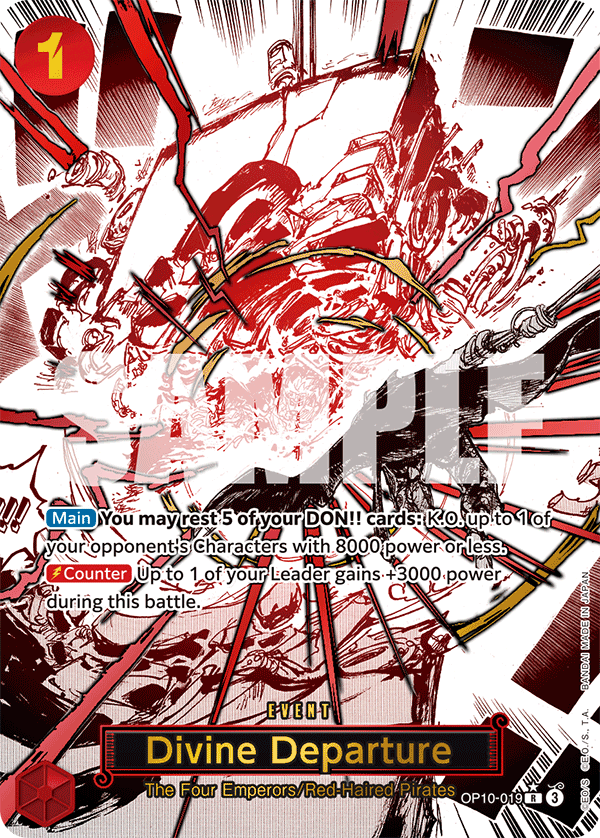 1
SAMPLE
Main You may rest 5 of your DON!! cards: K.O. up to 1 of
your opponent's Characters with 8000 power or less.
Counter Up to 1 of your Leader gains +3000 power
during this battle.
!!!
EVENT
Divine Departure
The Four Emperors/Red-Haired Pirates
OP10-019 R 3
©E.O./S ©E.O./S., T.A. BANDAI MADE IN JAPAN